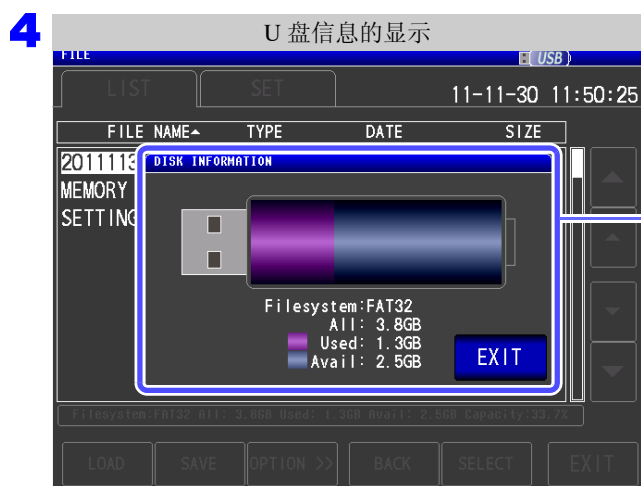 4
U 盘信息的显示
FILE
USB
LIST
SET
11-11-30 11:50:25
FILE NAME
TYPE
DATE
SIZE
2011113
DISK INFORMATION
MEMORY
SETTING
Filesystem:FAT32
All: 3.8GB
Used: 1.3GB
Avail: 2.5GB
EXIT
Filesystem:FAT32 All: 3.8GB Used: 1.3GB Avail: 2.5GB Capacity:33.7%
LOAD
SAVE
OPTION >>
BACK
SELECT
EXIT